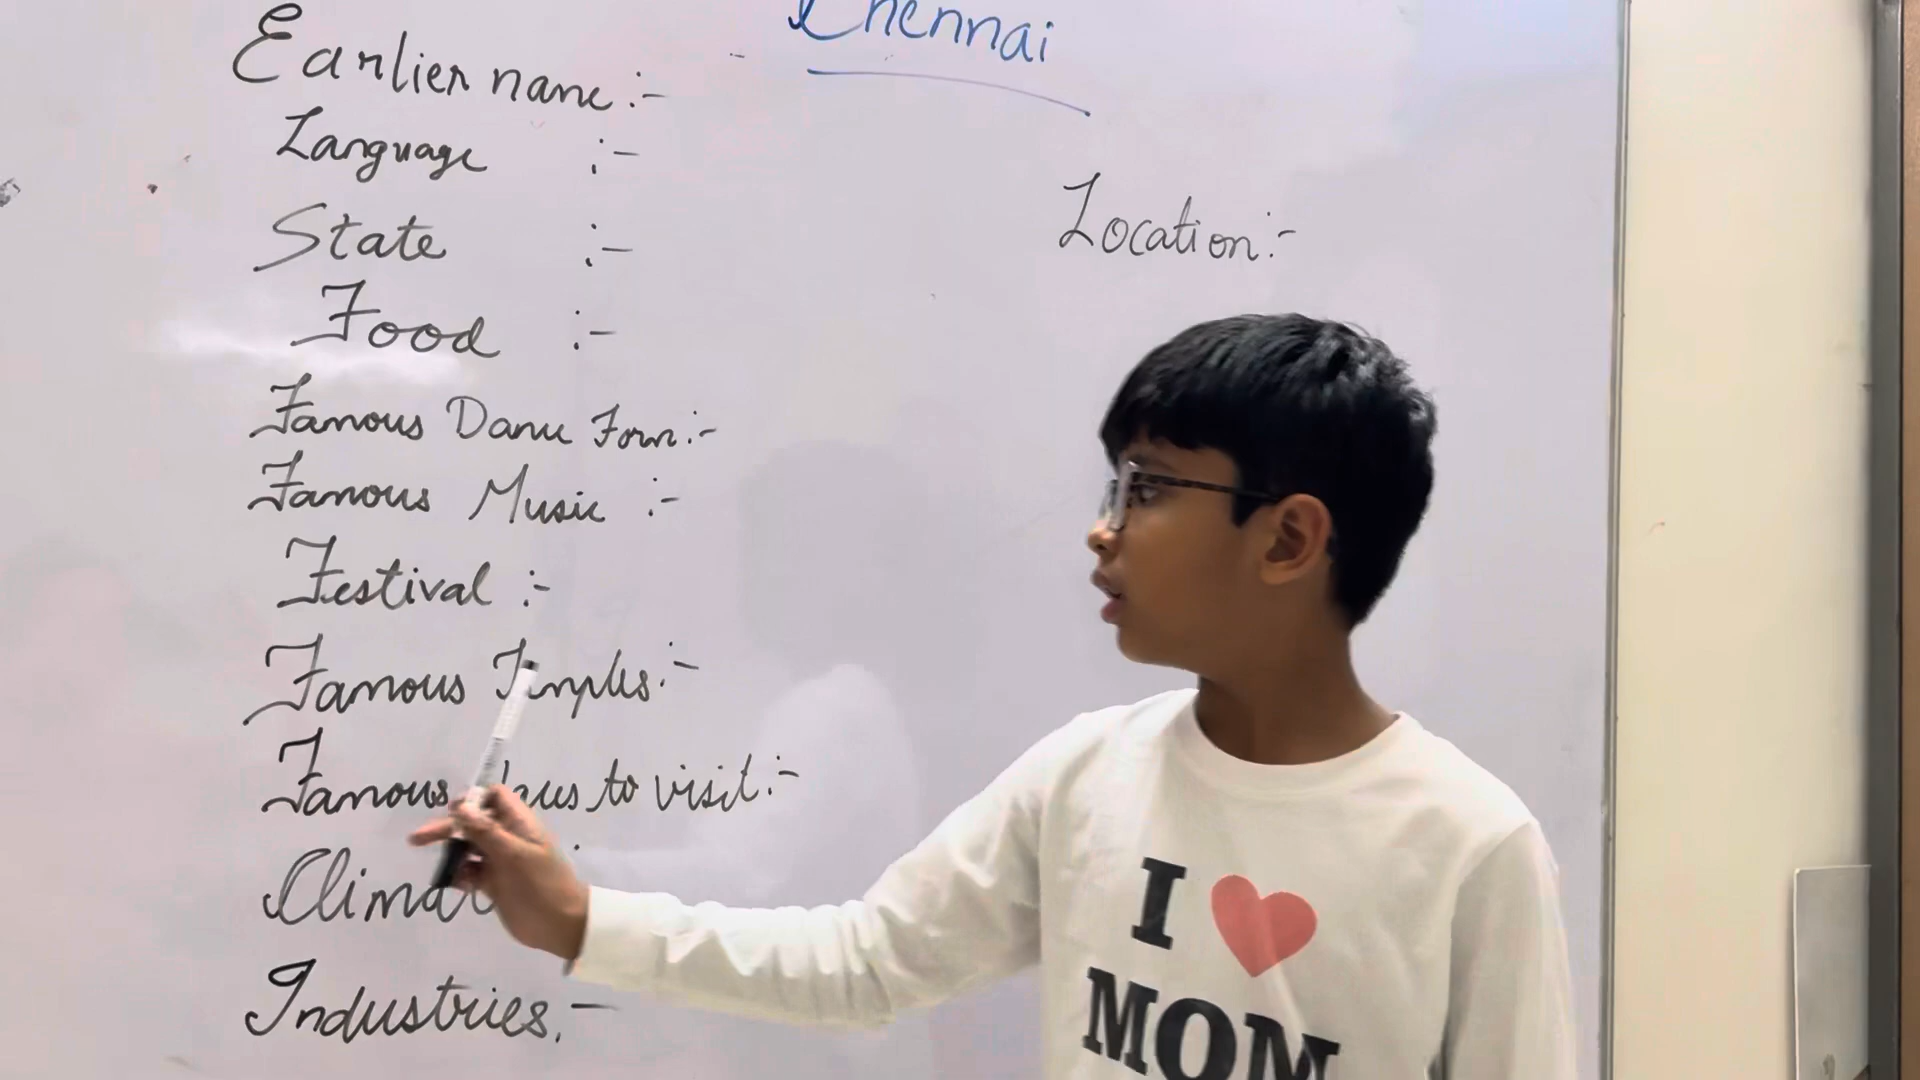 Chennai
Earlier name :-
Language :-
State :-
Food :-
Famous Dance Form :-
Famous Music :-
Festival :-
Famous Temples :-
Famous to visit :-
Industries :-
Location :-
I ❤ MOM